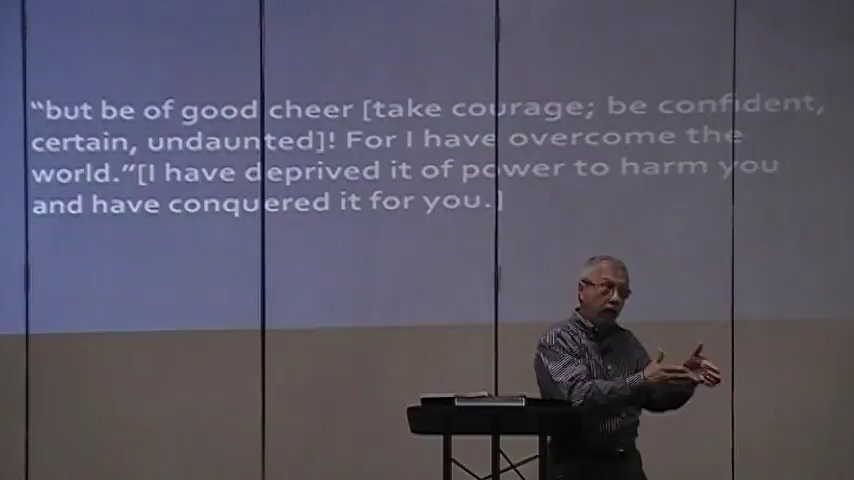 “but be of good cheer [take courage; be confident,
certain, undaunted]! For I have overcome the
world.”[I have deprived it of power to harm you
and have conquered it for you.]